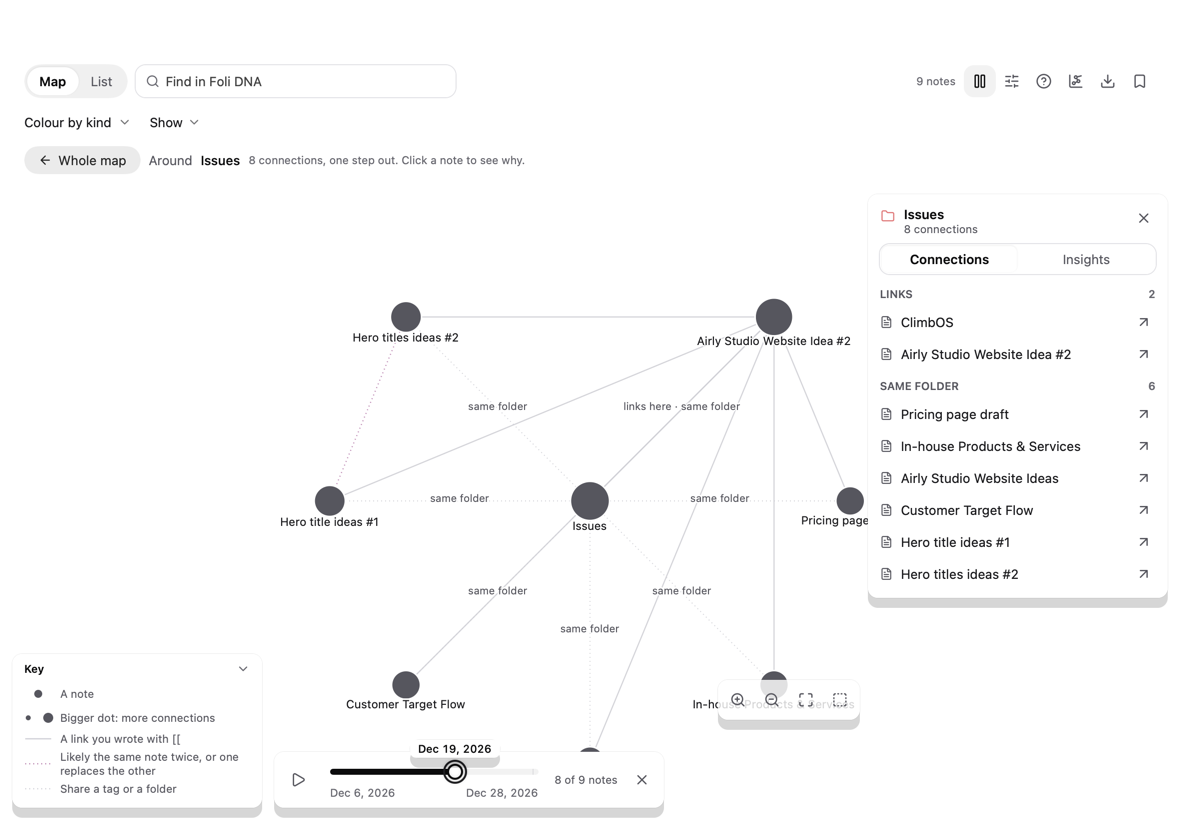 Map
List
Find in Foli DNA
9 notes
Colour by kind
Show
Whole map
Around Issues 8 connections, one step out. Click a note to see why.
Issues
8 connections
Connections
Insights
LINKS 2
ClimbOS
Airly Studio Website Idea #2
SAME FOLDER 6
Pricing page draft
In-house Products & Services
Airly Studio Website Ideas
Customer Target Flow
Hero title ideas #1
Hero titles ideas #2
Hero titles ideas #2
Airly Studio Website Idea #2
same folder
links here · same folder
same folder
same folder
Hero title ideas #1
Issues
Pricing page
same folder
same folder
same folder
Customer Target Flow
In-house Products & Services
Key
A note
Bigger dot: more connections
A link you wrote with [[
Likely the same note twice, or one
replaces the other
Share a tag or a folder
Dec 19, 2026
8 of 9 notes
Dec 6, 2026
Dec 28, 2026